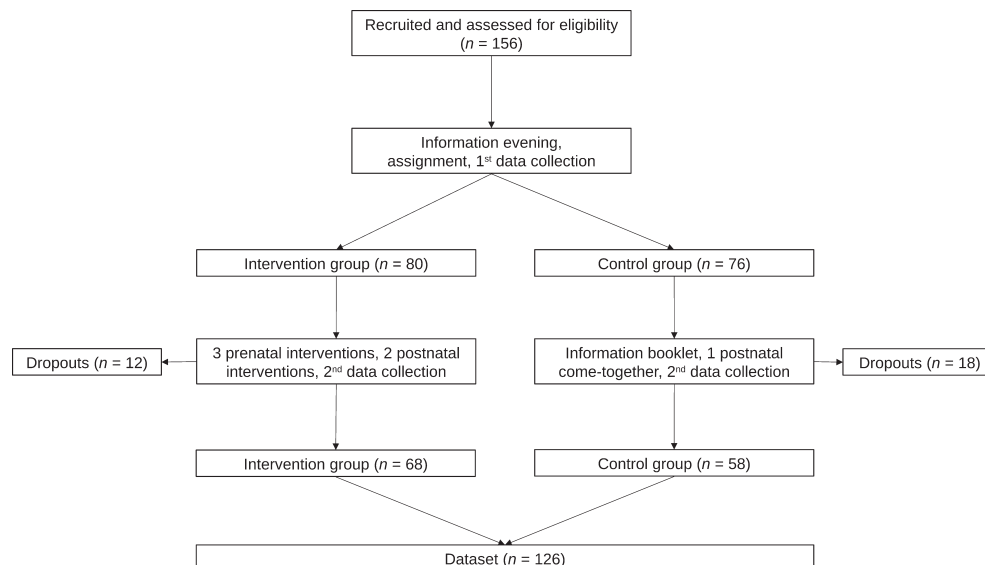 Recruited and assessed for eligibility
(n = 156)
Information evening,
assignment, 1st data collection
Intervention group (n = 80)
Control group (n = 76)
Dropouts (n = 12)
3 prenatal interventions, 2 postnatal
interventions, 2nd data collection
Information booklet, 1 postnatal
come-together, 2nd data collection
Dropouts (n = 18)
Intervention group (n = 68)
Control group (n = 58)
Dataset (n = 126)